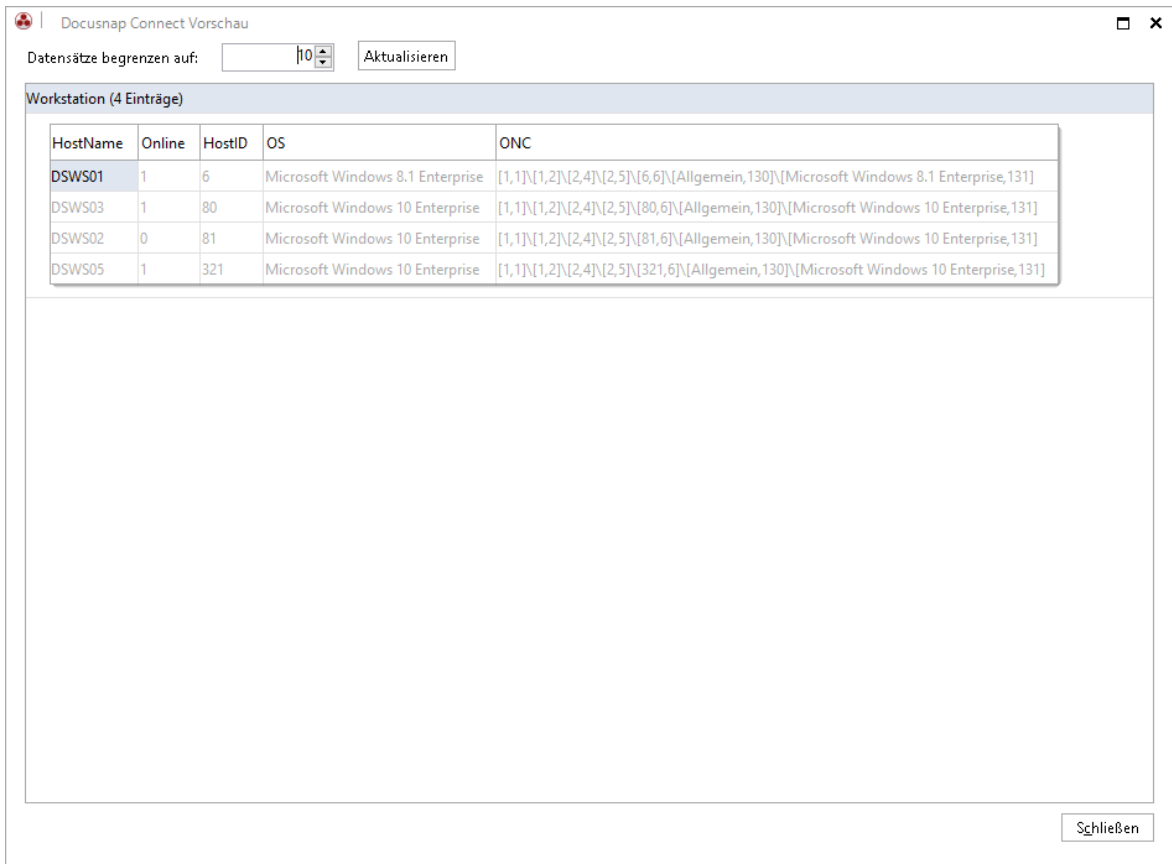 Docusnap Connect Vorschau
Datensätze begrenzen auf: 10 Aktualisieren
Workstation (4 Einträge)
HostName Online HostID OS ONC
DSWS01 1 6 Microsoft Windows 8.1 Enterprise [1,1]\[1,2]\[2,4]\[2,5]\[6,6]\[Allgemein,130]\[Microsoft Windows 8.1 Enterprise,131]
DSWS03 1 80 Microsoft Windows 10 Enterprise [1,1]\[1,2]\[2,4]\[2,5]\[80,6]\[Allgemein,130]\[Microsoft Windows 10 Enterprise,131]
DSWS02 0 81 Microsoft Windows 10 Enterprise [1,1]\[1,2]\[2,4]\[2,5]\[81,6]\[Allgemein,130]\[Microsoft Windows 10 Enterprise,131]
DSWS05 1 321 Microsoft Windows 10 Enterprise [1,1]\[1,2]\[2,4]\[2,5]\[321,6]\[Allgemein,130]\[Microsoft Windows 10 Enterprise,131]
Schließen